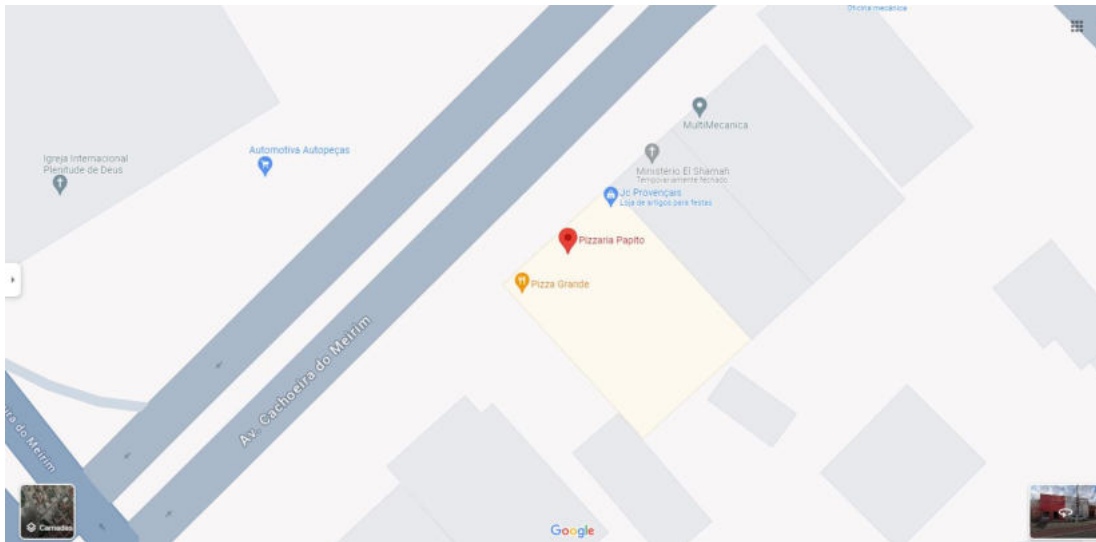 Oficina mecânica
MultiMecanica
Automotiva Autopeças
Igreja Internacional
Plenitude de Deus
Ministério El Shamah
Temporariamente fechado
Jc Provençais
Loja de artigos para festas
Pizzaria Papito
Pizza Grande
Av. Cachoeira do Meirim
ira do Meirim
Camadas
Google